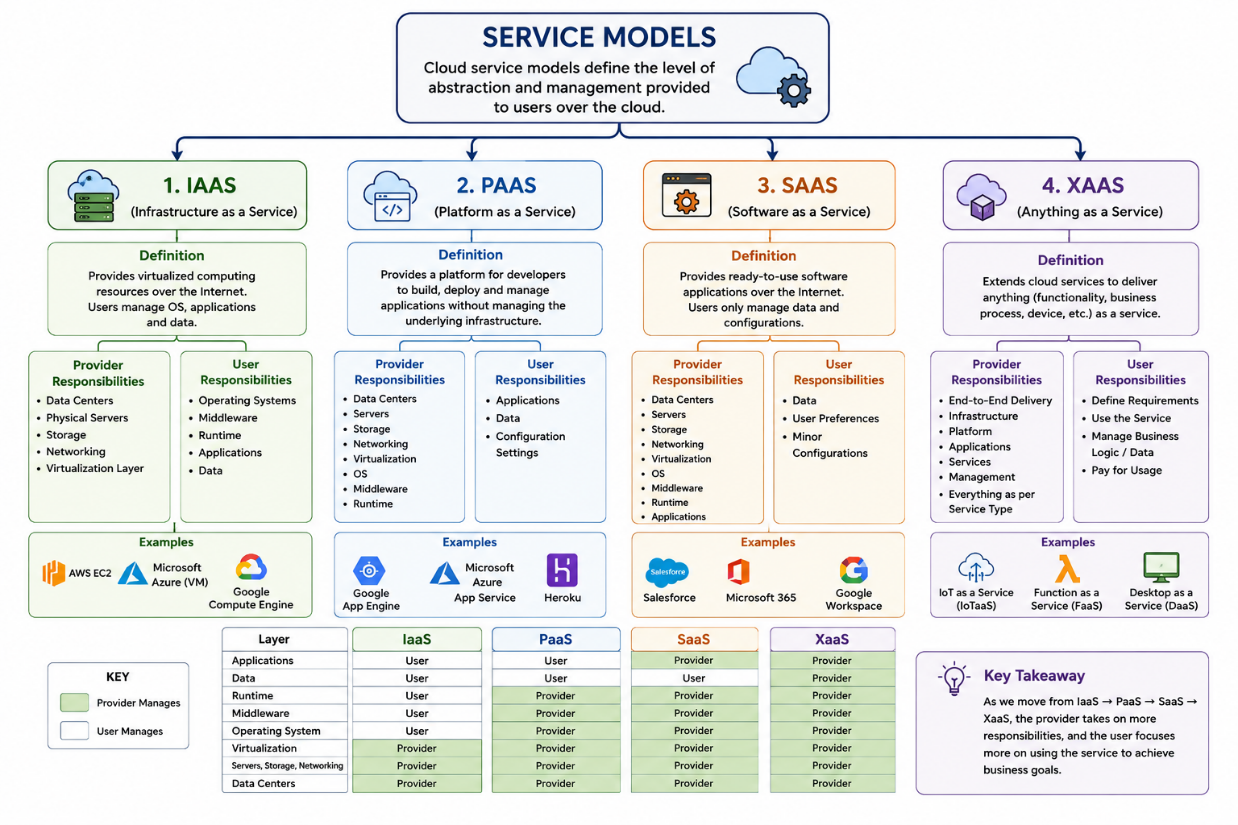 SERVICE MODELS
Cloud service models define the level of
abstraction and management provided
to users over the cloud.
1. IAAS
(Infrastructure as a Service)
Definition
Provides virtualized computing
resources over the Internet.
Users manage OS, applications
and data.
Provider
Responsibilities
• Data Centers
• Physical Servers
• Storage
• Networking
• Virtualization Layer
User
Responsibilities
• Operating Systems
• Middleware
• Runtime
• Applications
• Data
Examples
AWS EC2
Microsoft
Azure (VM)
Google
Compute Engine
2. PAAS
</>
(Platform as a Service)
Definition
Provides a platform for developers
to build, deploy and manage
applications without managing the
underlying infrastructure.
Provider
Responsibilities
• Data Centers
• Servers
• Storage
• Networking
• Virtualization
• OS
• Middleware
• Runtime
User
Responsibilities
• Applications
• Data
• Configuration
Settings
Examples
Google
App Engine
Microsoft
Azure
App Service
Heroku
3. SAAS
(Software as a Service)
Definition
Provides ready-to-use software
applications over the Internet.
Users only manage data and
configurations.
Provider
Responsibilities
• Data Centers
• Servers
• Storage
• Networking
• Virtualization
• OS
• Middleware
• Runtime
• Applications
User
Responsibilities
• Data
• User Preferences
• Minor
Configurations
Examples
Salesforce
Salesforce
Microsoft 365
Google
Workspace
4. XAAS
(Anything as a Service)
Definition
Extends cloud services to deliver
anything (functionality, business
process, device, etc.) as a service.
Provider
Responsibilities
• End-to-End Delivery
• Infrastructure
• Platform
• Applications
• Services
• Management
• Everything as per
Service Type
User
Responsibilities
• Define Requirements
• Use the Service
• Manage Business
Logic / Data
• Pay for Usage
Examples
IoT as a Service
(IoTaaS)
Function as a
Service (FaaS)
Desktop as a
Service (DaaS)
KEY
Provider Manages
User Manages
Layer IaaS PaaS SaaS XaaS
Applications User User Provider Provider
Data User User User Provider
Runtime User Provider Provider Provider
Middleware User Provider Provider Provider
Operating System User Provider Provider Provider
Virtualization Provider Provider Provider Provider
Servers, Storage, Networking Provider Provider Provider Provider
Data Centers Provider Provider Provider Provider
Key Takeaway
As we move from IaaS → PaaS → SaaS →
XaaS, the provider takes on more
responsibilities, and the user focuses
more on using the service to achieve
business goals.